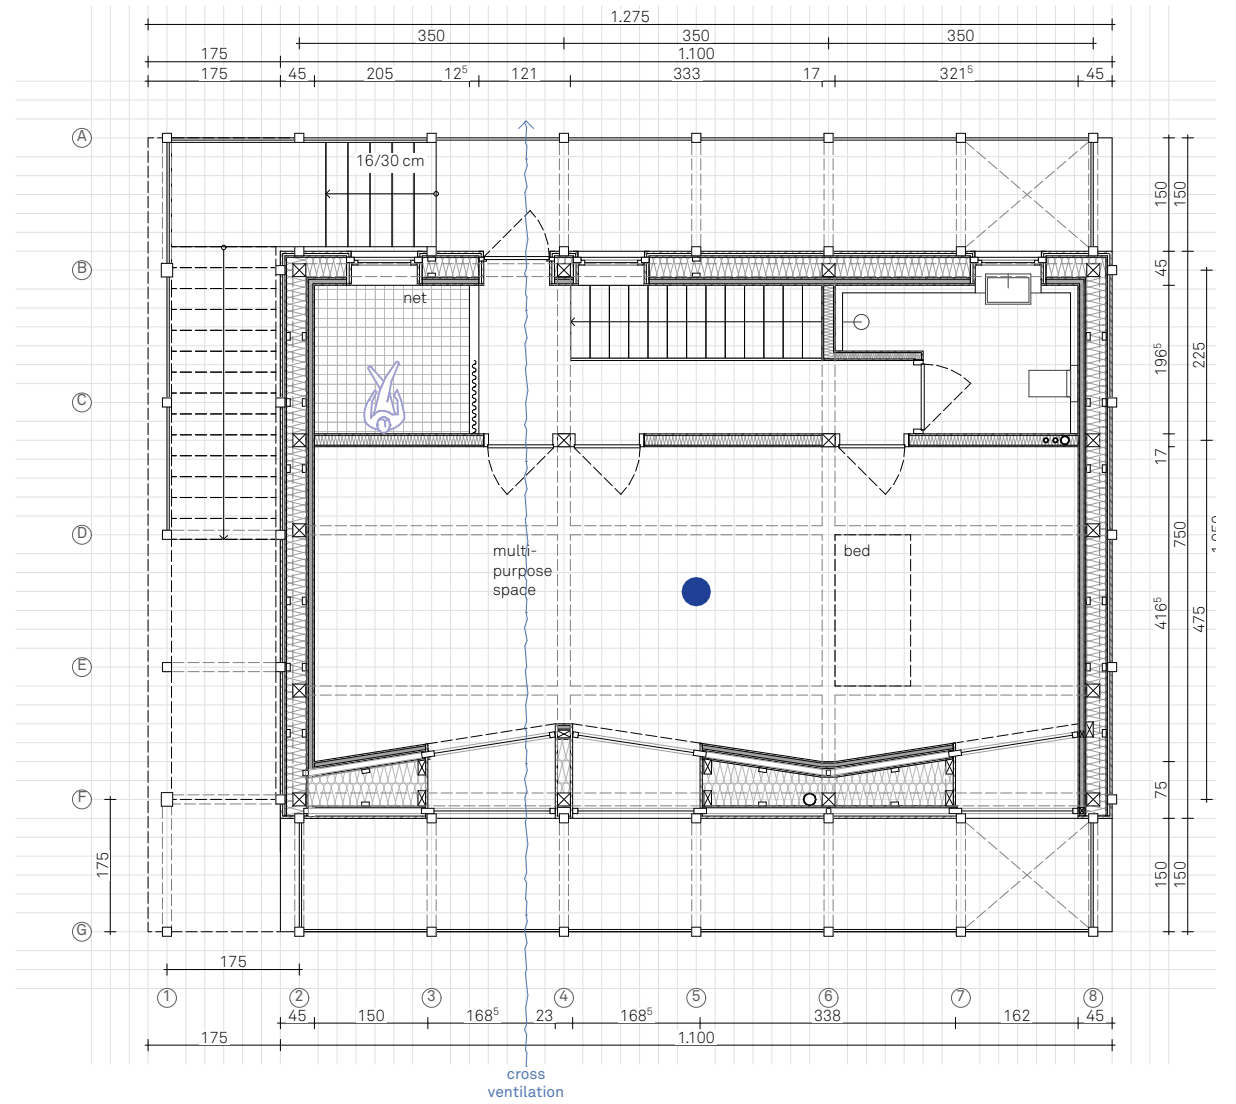 1.275
350 350 350
175 1.100
175 45 205 12⁵ 121 333 17 321⁵ 45
A
16/30 cm
150 150
B
45
net
196⁵ 225
C
17
D
750
multi-
purpose
space
bed
416⁵ 475
E
75
F
175
150 150
G
175
1 2 3 4 5 6 7 8
45 150 168⁵ 23 168⁵ 338 162 45
175 1.100
cross
ventilation